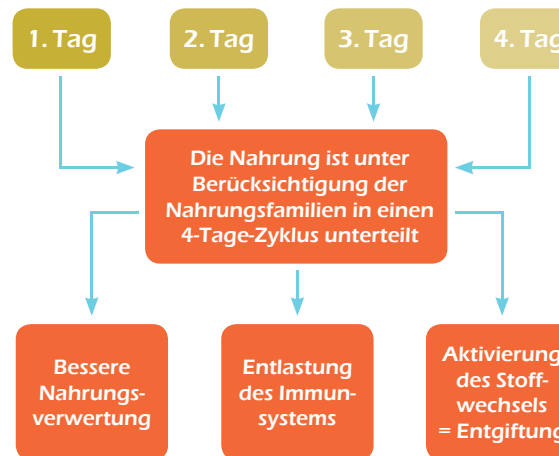 1. Tag
2. Tag
3. Tag
4. Tag
Die Nahrung ist unter
Berücksichtigung der
Nahrungsfamilien in einen
4-Tage-Zyklus unterteilt
Bessere
Nahrungs-
verwertung
Entlastung
des Immun-
systems
Aktivierung
des Stoff-
wechsels
= Entgiftung